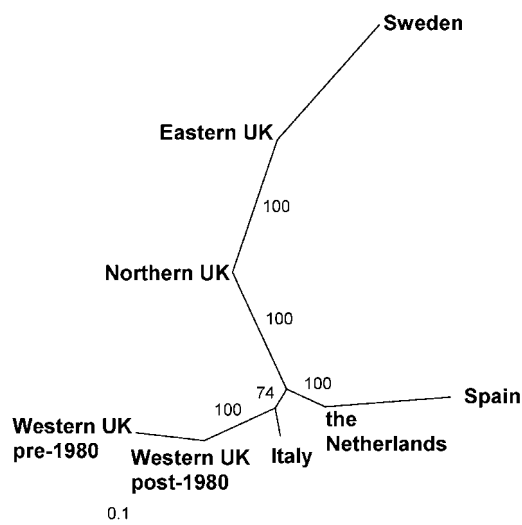 Sweden
Eastern UK
100
Northern UK
100
74
100
100
Spain
the
Netherlands
Italy
Western UK
pre-1980
Western UK
post-1980
0.1